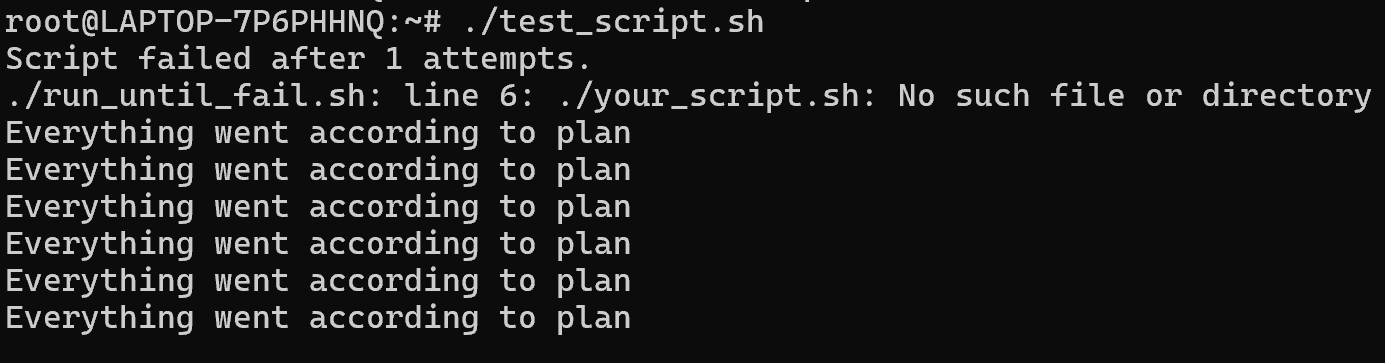 root@LAPTOP-7P6PHHNQ:~# ./test_script.sh
Script failed after 1 attempts.
./run_until_fail.sh: line 6: ./your_script.sh: No such file or directory
Everything went according to plan
Everything went according to plan
Everything went according to plan
Everything went according to plan
Everything went according to plan
Everything went according to plan